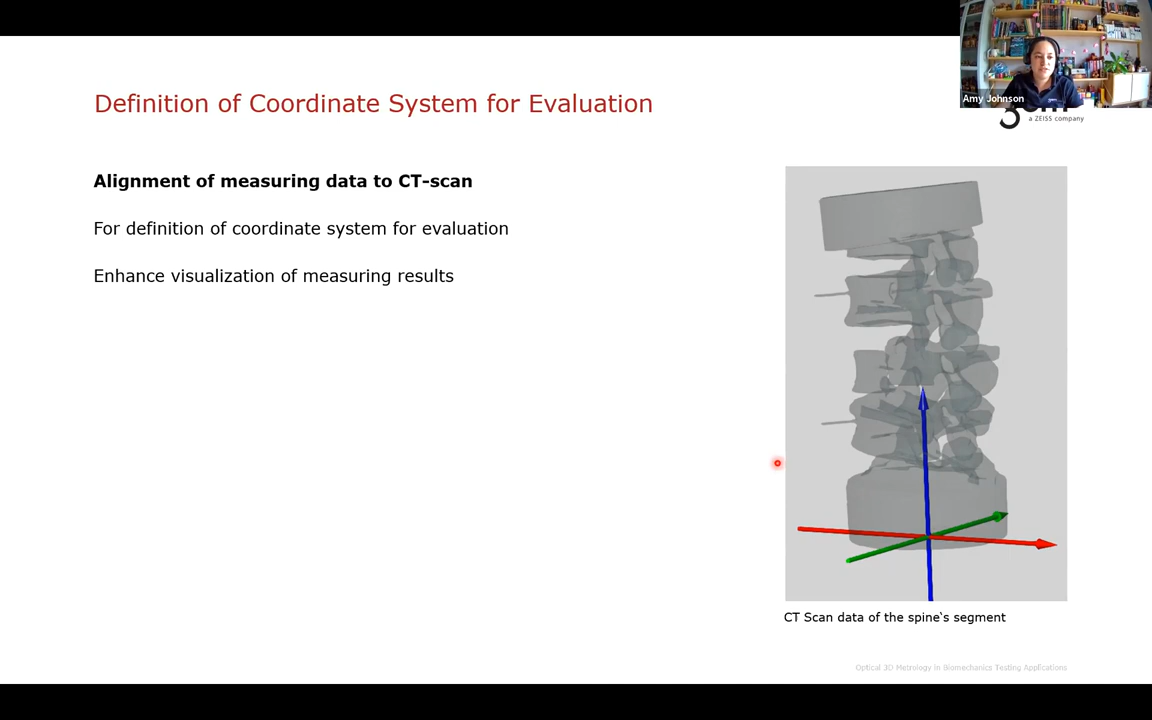 Amy Johnson
Definition of Coordinate System for Evaluation
a ZEISS company
Alignment of measuring data to CT-scan
For definition of coordinate system for evaluation
Enhance visualization of measuring results
CT Scan data of the spine's segment
Optical 3D Metrology in Biomechanics Testing Applications